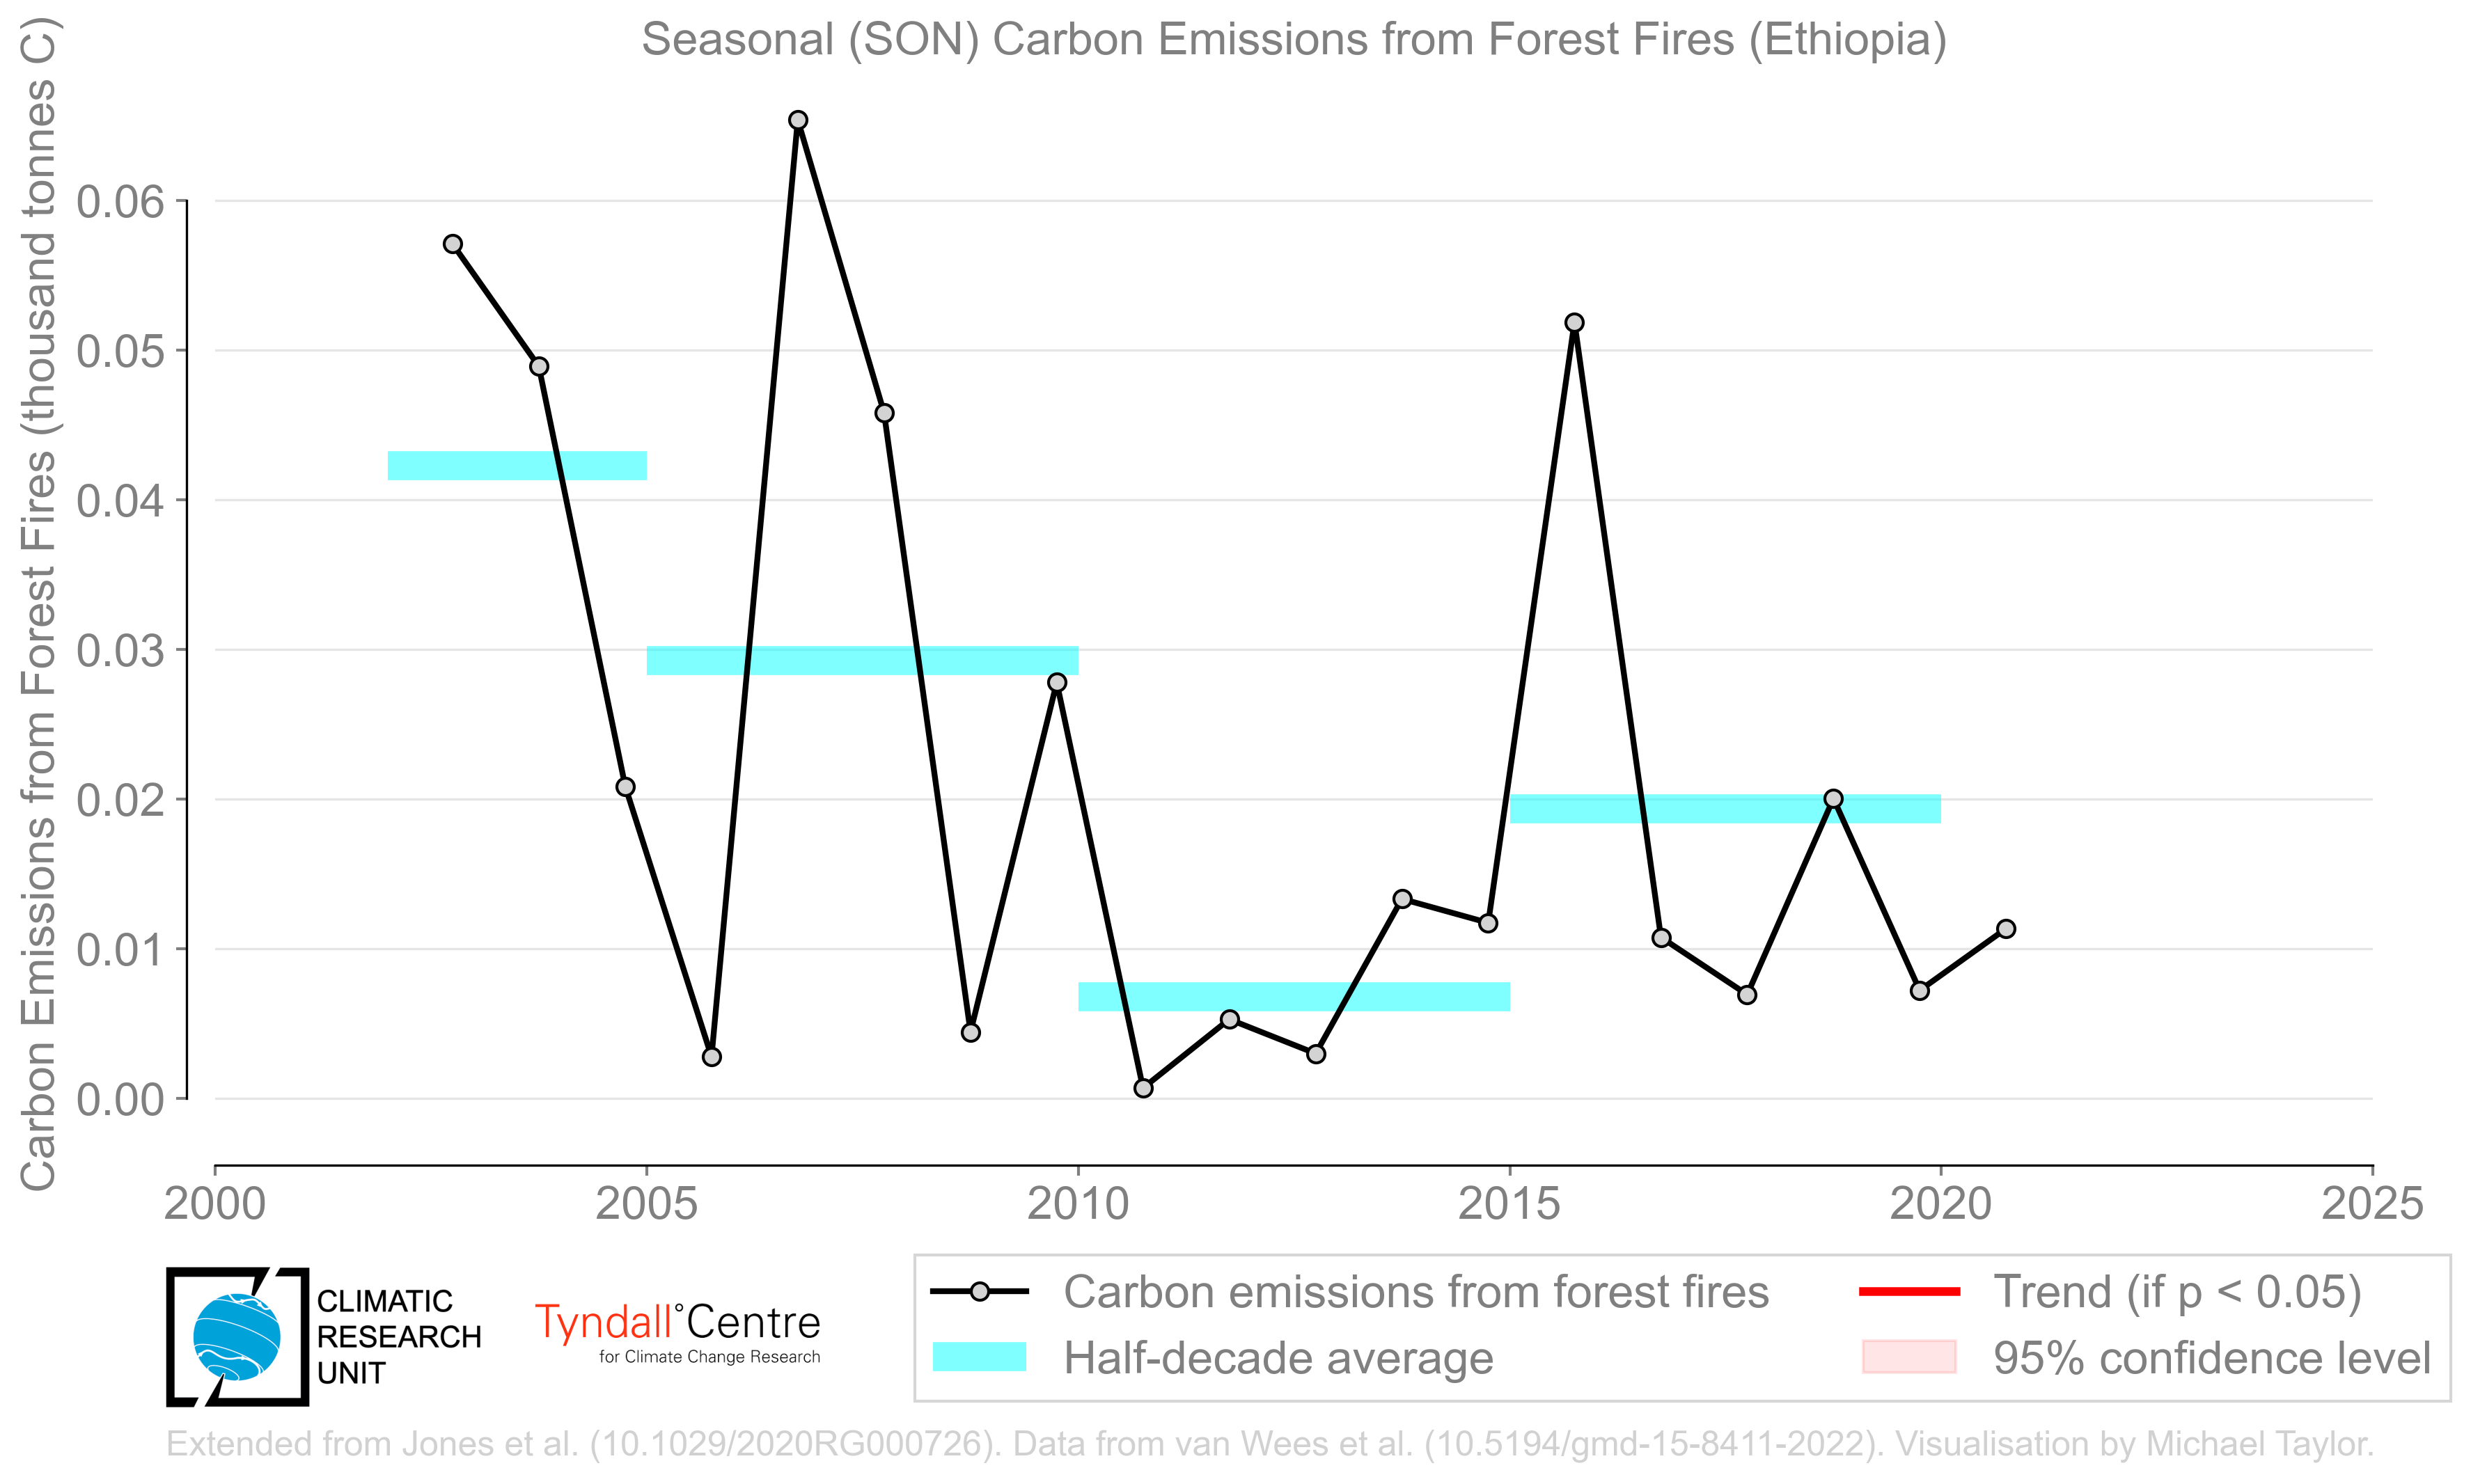 Seasonal (SON) Carbon Emissions from Forest Fires (Ethiopia)
Carbon Emissions from Forest Fires (thousand tonnes C)
0.06
0.05
0.04
0.03
0.02
0.01
0.00
2000 2005 2010 2015 2020 2025
CLIMATIC
RESEARCH
UNIT
Tyndall°Centre
for Climate Change Research
Carbon emissions from forest fires
Half-decade average
Trend (if p < 0.05)
95% confidence level
Extended from Jones et al. (10.1029/2020RG000726). Data from van Wees et al. (10.5194/gmd-15-8411-2022). Visualisation by Michael Taylor.